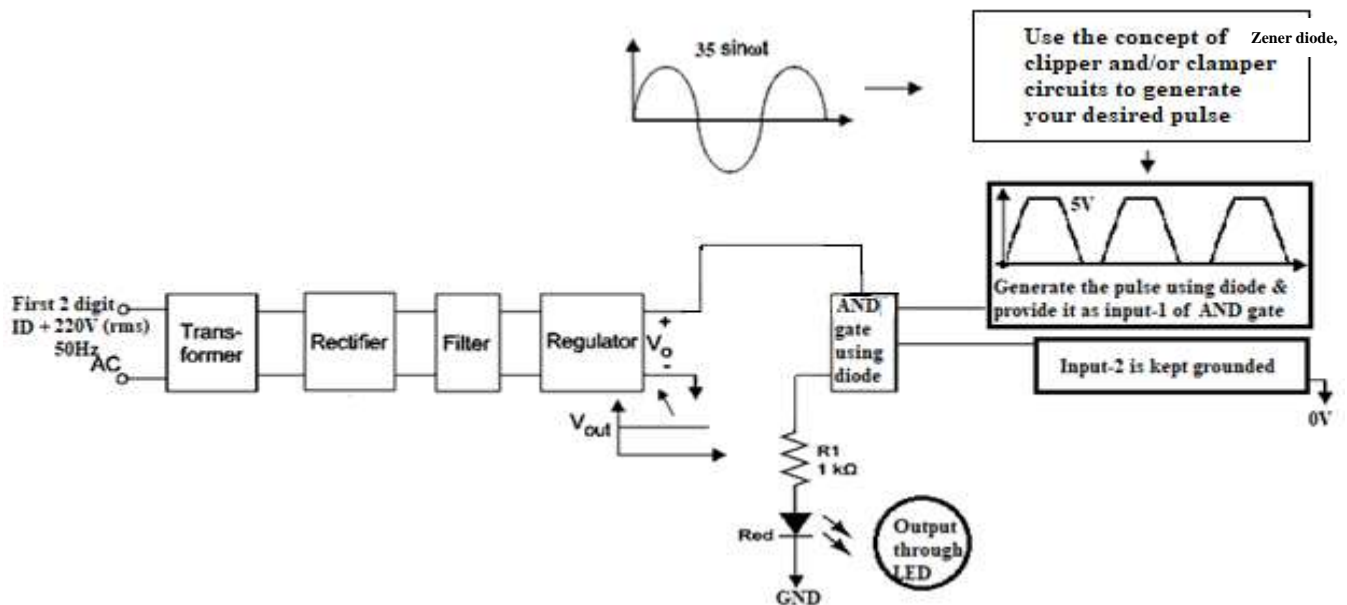 35 sinωt
Use the concept of Zener diode,
clipper and/or clamper
circuits to generate
your desired pulse
5V
Generate the pulse using diode &
provide it as input-1 of AND gate
First 2 digit
ID + 220V (rms)
50Hz
AC
Trans-
former
Rectifier
Filter
Regulator
+
Vo
-
AND
gate
using
diode
Input-2 is kept grounded
0V
Vout
R1
1 kΩ
Red
Output
through
LED
GND